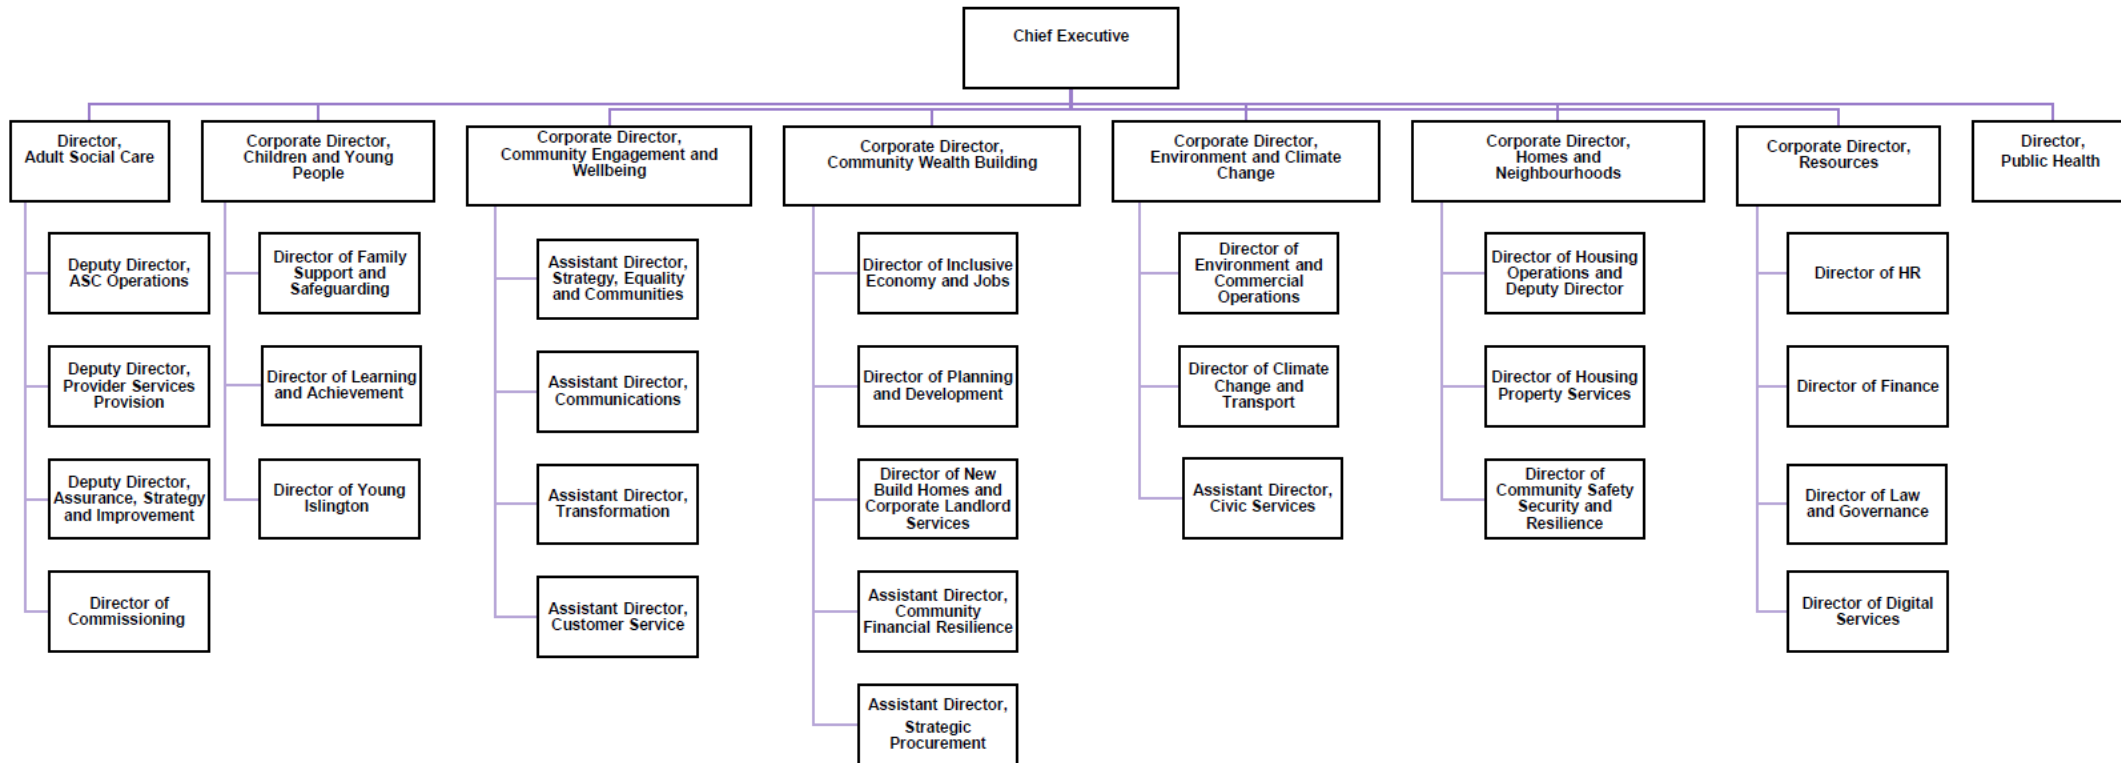 Chief Executive
Director,
Adult Social Care
Corporate Director,
Children and Young
People
Corporate Director,
Community Engagement and
Wellbeing
Corporate Director,
Community Wealth Building
Corporate Director,
Environment and Climate
Change
Corporate Director,
Homes and
Neighbourhoods
Corporate Director,
Resources
Director,
Public Health
Deputy Director,
ASC Operations
Deputy Director,
Provider Services
Provision
Deputy Director,
Assurance, Strategy
and Improvement
Director of
Commissioning
Director of Family
Support and
Safeguarding
Director of Learning
and Achievement
Director of Young
Islington
Assistant Director,
Strategy, Equality
and Communities
Assistant Director,
Communications
Assistant Director,
Transformation
Assistant Director,
Customer Service
Director of Inclusive
Economy and Jobs
Director of Planning
and Development
Director of New
Build Homes and
Corporate Landlord
Services
Assistant Director,
Community
Financial Resilience
Assistant Director,
Strategic
Procurement
Director of
Environment and
Commercial
Operations
Director of Climate
Change and
Transport
Assistant Director,
Civic Services
Director of Housing
Operations and
Deputy Director
Director of Housing
Property Services
Director of
Community Safety
Security and
Resilience
Director of HR
Director of Finance
Director of Law
and Governance
Director of Digital
Services